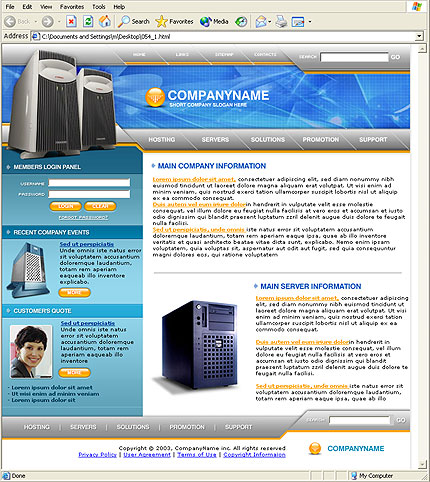 File Edit View Favorites Tools Help
Back Search Favorites Media
Address C:\Documents and Settings\n\Desktop\054_1.html
HOME LINKS SITEMAP CONTACTS
SEARCH GO
COMPANYNAME
SHORT COMPANY SLOGAN HERE
HOSTING SERVERS SOLUTIONS PROMOTION SUPPORT
MEMBERS LOGIN PANEL
USERNAME
PASSWORD
LOGIN CLEAR
FORGOT PASSWORD?
RECENT COMPANY EVENTS
Sed ut perspiciatis
Unde omnis iste natus error
sit voluptatem accusantium
doloremque laudantium,
totam rem aperiam
eaqueab illo inventore
explicabo.
MORE
CUSTOMERS QUOTE
Sed ut perspiciatis
Unde omnis iste natus
error sit voluptatem
accusantium
doloremque
laudantium, totam rem
aperiam eaqueab illo
inventore
MORE
- Lorem ipsum dolor sit amet
- Ut wisi enim ad minim veniam
- Lorem ipsum dolor sit
MAIN COMPANY INFORMATION
Lorem ipsum dolor sit amet, consectetuer adipiscing elit, sed diam nonummy nibh
euismod tincidunt ut laoreet dolore magna aliquam erat volutpat. Ut wisi enim ad
minim veniam, quis nostrud exerci tation ullamcorper suscipit lobortis nisl ut aliquip
ex ea commodo consequat.
Duis autem vel eum iriure dolor in hendrerit in vulputate velit esse molestie
consequat, vel illum dolore eu feugiat nulla facilisis at vero eros et accumsan et iusto
odio dignissim qui blandit praesent luptatum zzril delenit augue duis dolore te feugait
nulla facilisi.
Sed ut perspiciatis, unde omnis iste natus error sit voluptatem accusantium
doloremque laudantium, totam rem aperiam eaque ipsa, quae ab illo inventore
veritatis et quasi architecto beatae vitae dicta sunt, explicabo. Nemo enim ipsam
voluptatem, quia voluptas sit, aspernatur aut odit aut fugit, sed quia consequuntur
magni dolores eos, qui ratione voluptatem
MAIN SERVER INFORMATION
Lorem ipsum dolor sit amet, consectetuer adipiscing
elit, sed diam nonummy nibh euismod tincidunt ut
laoreet dolore magna aliquam erat volutpat. Ut wisi
enim ad minim veniam, quis nostrud exerci tation
ullamcorper suscipit lobortis nisl ut aliquip ex ea
commodo consequat.
Duis autem vel eum iriure dolor in hendrerit in
vulputate velit esse molestie consequat, vel illum
dolore eu feugiat nulla facilisis at vero eros et
accumsan et iusto odio dignissim qui blandit
praesent luptatum zzril delenit augue duis dolore te
feugait nulla facilisi.
Sed ut perspiciatis, unde omnis iste natus error sit
voluptatem accusantium doloremque laudantium,
totam rem aperiam eaque ipsa, quae ab illo
HOSTING | SERVERS | SOLUTIONS | PROMOTION | SUPPORT
SEARCH GO
Copyright © 2003, CompanyName inc. All rights reserved
Privacy Policy | User Agreement | Terms of Use | Copyright Information
COMPANYNAME
Done My Computer